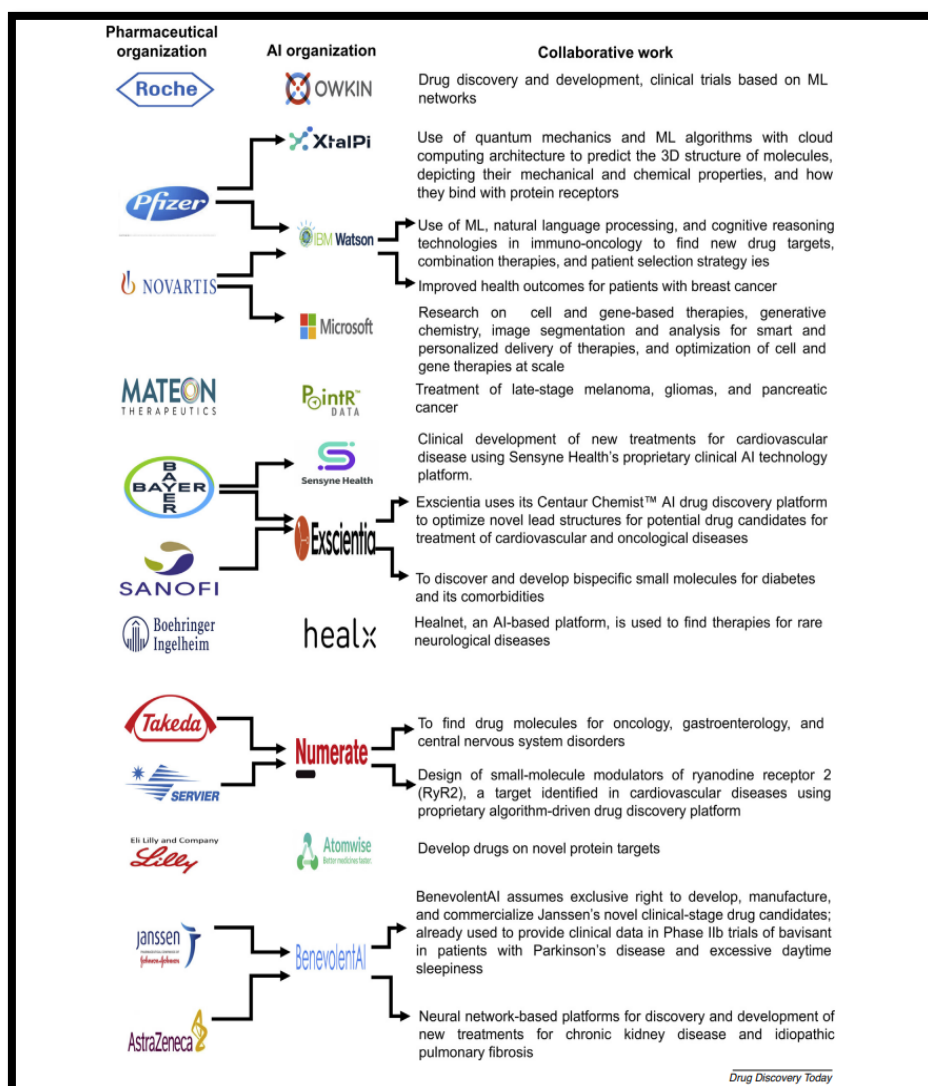 Pharmaceutical
organization
AI organization
Collaborative work
Roche
OWKIN
Drug discovery and development, clinical trials based on ML
networks
Pfizer
XtalPi
Use of quantum mechanics and ML algorithms with cloud
computing architecture to predict the 3D structure of molecules,
depicting their mechanical and chemical properties, and how
they bind with protein receptors
IBM Watson
Use of ML, natural language processing, and cognitive reasoning
technologies in immuno-oncology to find new drug targets,
combination therapies, and patient selection strategy ies
NOVARTIS
Improved health outcomes for patients with breast cancer
Microsoft
Research on cell and gene-based therapies, generative
chemistry, image segmentation and analysis for smart and
personalized delivery of therapies, and optimization of cell and
gene therapies at scale
MATEON
THERAPEUTICS
PointR™
DATA
Treatment of late-stage melanoma, gliomas, and pancreatic
cancer
BAYER
BAYER
Sensyne Health
Clinical development of new treatments for cardiovascular
disease using Sensyne Health's proprietary clinical AI technology
platform.
Exscientia
Exscientia uses its Centaur Chemist™ AI drug discovery platform
to optimize novel lead structures for potential drug candidates for
treatment of cardiovascular and oncological diseases
SANOFI
To discover and develop bispecific small molecules for diabetes
and its comorbidities
Boehringer
Ingelheim
healx
Healnet, an AI-based platform, is used to find therapies for rare
neurological diseases
Takeda
Numerate
To find drug molecules for oncology, gastroenterology, and
central nervous system disorders
SERVIER
Design of small-molecule modulators of ryanodine receptor 2
(RyR2), a target identified in cardiovascular diseases using
proprietary algorithm-driven drug discovery platform
Eli Lilly and Company
Lilly
Atomwise
Better medicines faster.
Develop drugs on novel protein targets
janssen
PHARMACEUTICAL COMPANIES OF
Johnson & Johnson
BenevolentAI
BenevolentAI assumes exclusive right to develop, manufacture,
and commercialize Janssen's novel clinical-stage drug candidates;
already used to provide clinical data in Phase IIb trials of bavisant
in patients with Parkinson's disease and excessive daytime
sleepiness
AstraZeneca
Neural network-based platforms for discovery and development of
new treatments for chronic kidney disease and idiopathic
pulmonary fibrosis
Drug Discovery Today